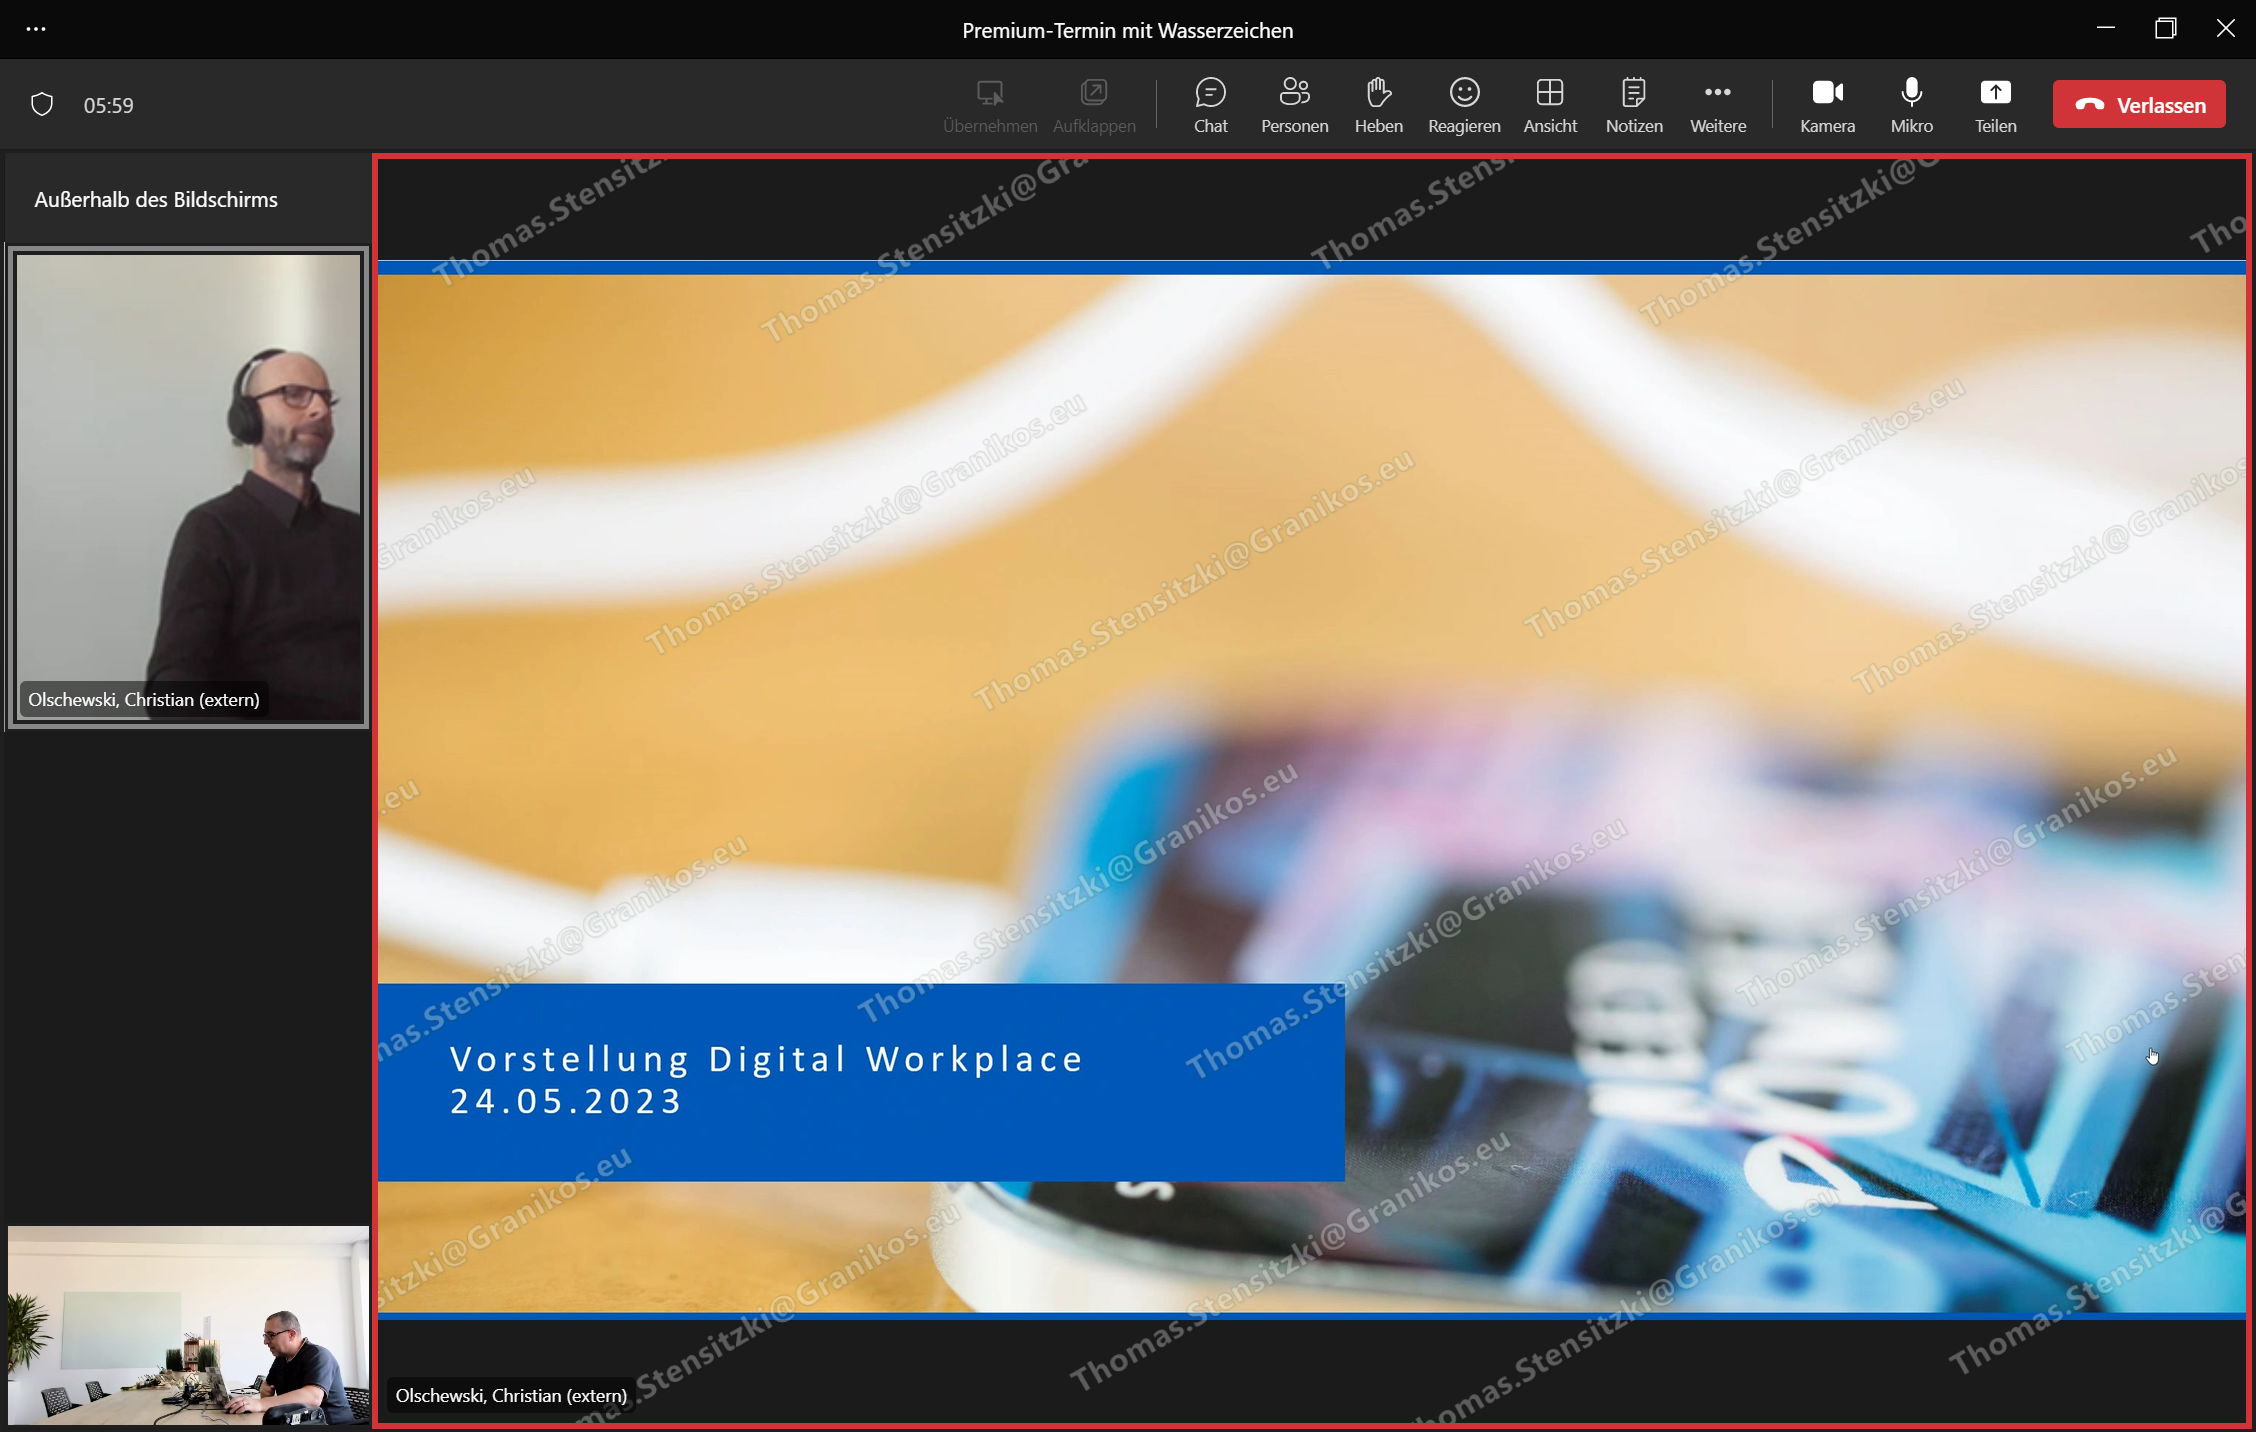 Premium-Termin mit Wasserzeichen
05:59
Übernehmen
Aufklappen
Chat
Personen
Heben
Reagieren
Ansicht
Notizen
Weitere
Kamera
Mikro
Teilen
Verlassen
Außerhalb des Bildschirms
Olschewski, Christian (extern)
Thomas.Stensitzki@Granikos.eu
Vorstellung Digital Workplace
24.05.2023
Olschewski, Christian (extern)